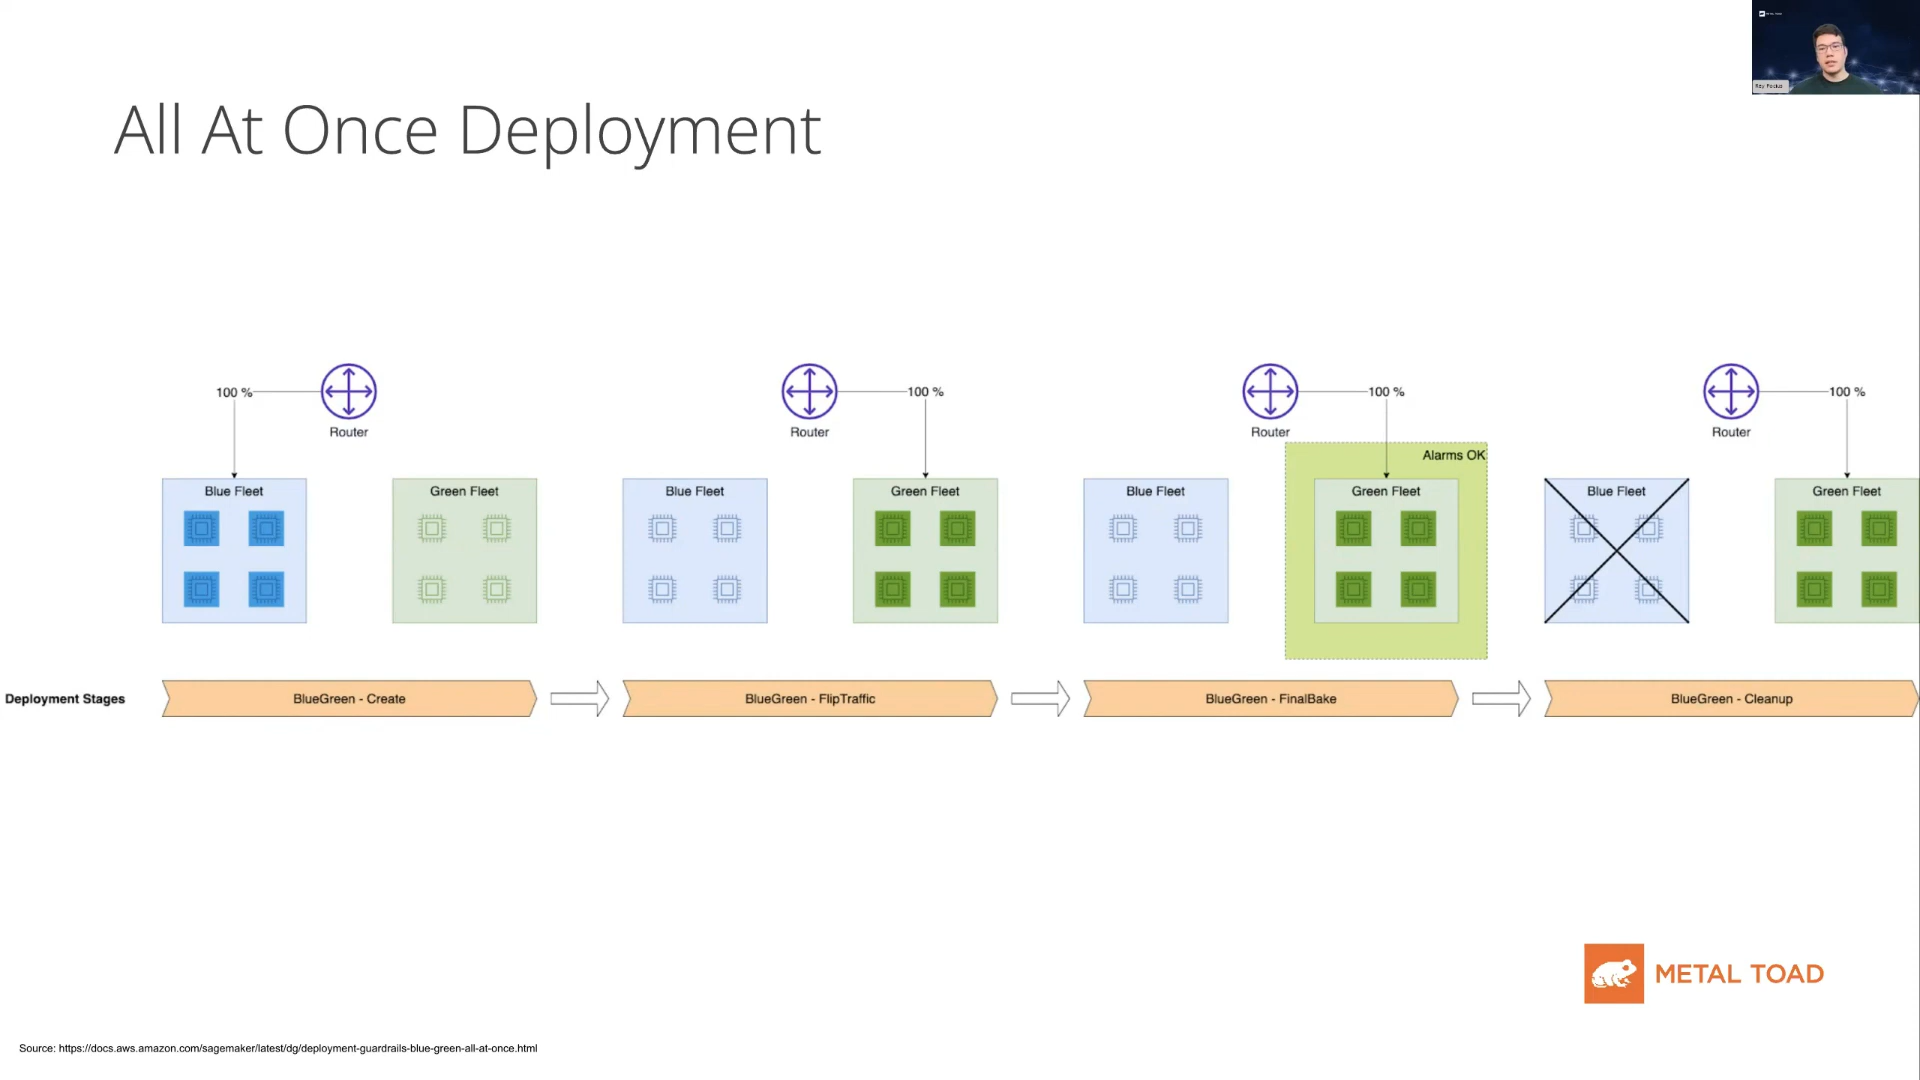 METAL TOAD
All At Once Deployment
100 %
Router
Blue Fleet
Green Fleet
Router
100 %
Blue Fleet
Green Fleet
Router
100 %
Alarms OK
Blue Fleet
Green Fleet
Router
100 %
Blue Fleet
Green Fleet
Deployment Stages
BlueGreen - Create
BlueGreen - FlipTraffic
BlueGreen - FinalBake
BlueGreen - Cleanup
METAL TOAD
Source: https://docs.aws.amazon.com/sagemaker/latest/dg/deployment-guardrails-blue-green-all-at-once.html